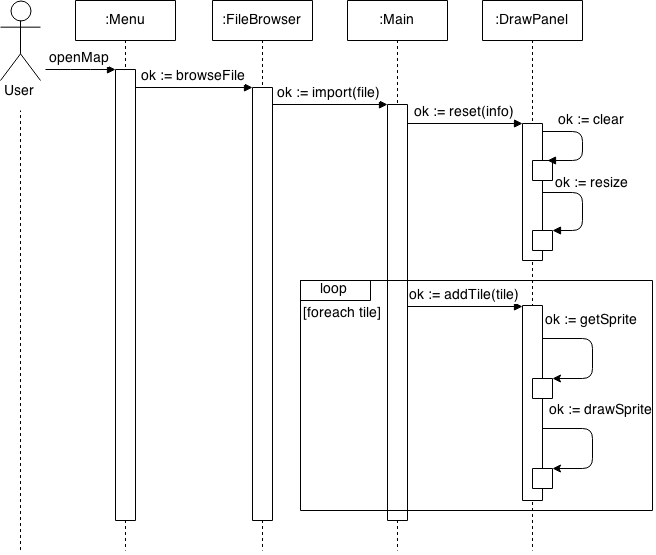 :Menu
:FileBrowser
:Main
:DrawPanel
User
openMap
ok := browseFile
ok := import(file)
ok := reset(info)
ok := clear
ok := resize
loop
[foreach tile]
ok := addTile(tile)
ok := getSprite
ok := drawSprite